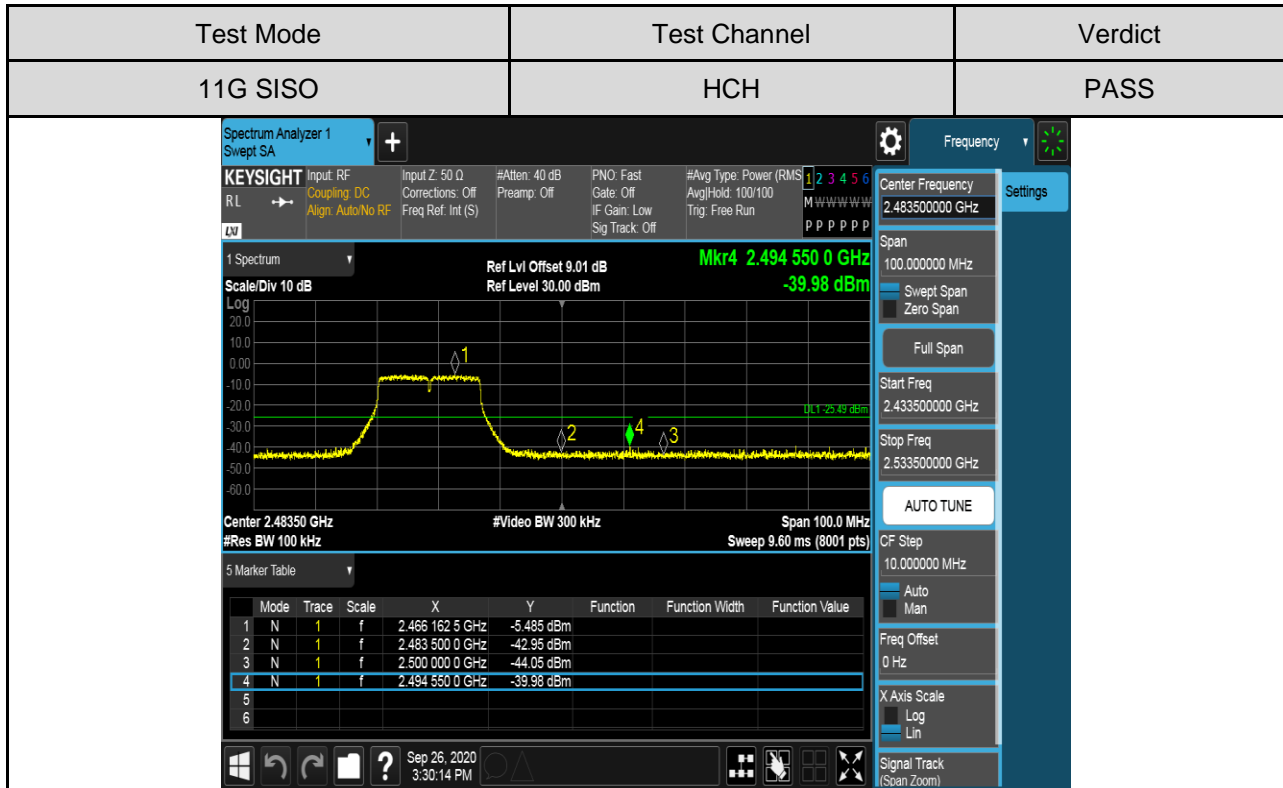 Test Mode Test Channel Verdict
11G SISO HCH PASS
Spectrum Analyzer 1
Swept SA
+
Frequency
KEYSIGHT
RL
LXI
Input: RF
Coupling: DC
Align: Auto/No RF
Input Z: 50 Ω
Corrections: Off
Freq Ref: Int (S)
#Atten: 40 dB
Preamp: Off
PNO: Fast
Gate: Off
IF Gain: Low
Sig Track: Off
#Avg Type: Power (RMS
Avg|Hold: 100/100
Trig: Free Run
1 2 3 4 5 6
M W W W W W
P P P P P P
1 Spectrum
Scale/Div 10 dB
Ref Lvl Offset 9.01 dB
Ref Level 30.00 dBm
Mkr4 2.494 550 0 GHz
-39.98 dBm
Log
20.0
10.0
0.00
-10.0
-20.0
-30.0
-40.0
-50.0
-60.0
1
2
4
3
DL1 -25.49 dBm
Center 2.48350 GHz
#Video BW 300 kHz
Span 100.0 MHz
#Res BW 100 kHz
Sweep 9.60 ms (8001 pts)
5 Marker Table
Mode Trace Scale X Y Function Function Width Function Value
1 N 1 f 2.466 162 5 GHz -5.485 dBm
2 N 1 f 2.483 500 0 GHz -42.95 dBm
3 N 1 f 2.500 000 0 GHz -44.05 dBm
4 N 1 f 2.494 550 0 GHz -39.98 dBm
5
6
?
Sep 26, 2020
3:30:14 PM
Center Frequency
2.483500000 GHz
Settings
Span
100.000000 MHz
Swept Span
Zero Span
Full Span
Start Freq
2.433500000 GHz
Stop Freq
2.533500000 GHz
AUTO TUNE
CF Step
10.000000 MHz
Auto
Man
Freq Offset
0 Hz
X Axis Scale
Log
Lin
Signal Track
(Span Zoom)